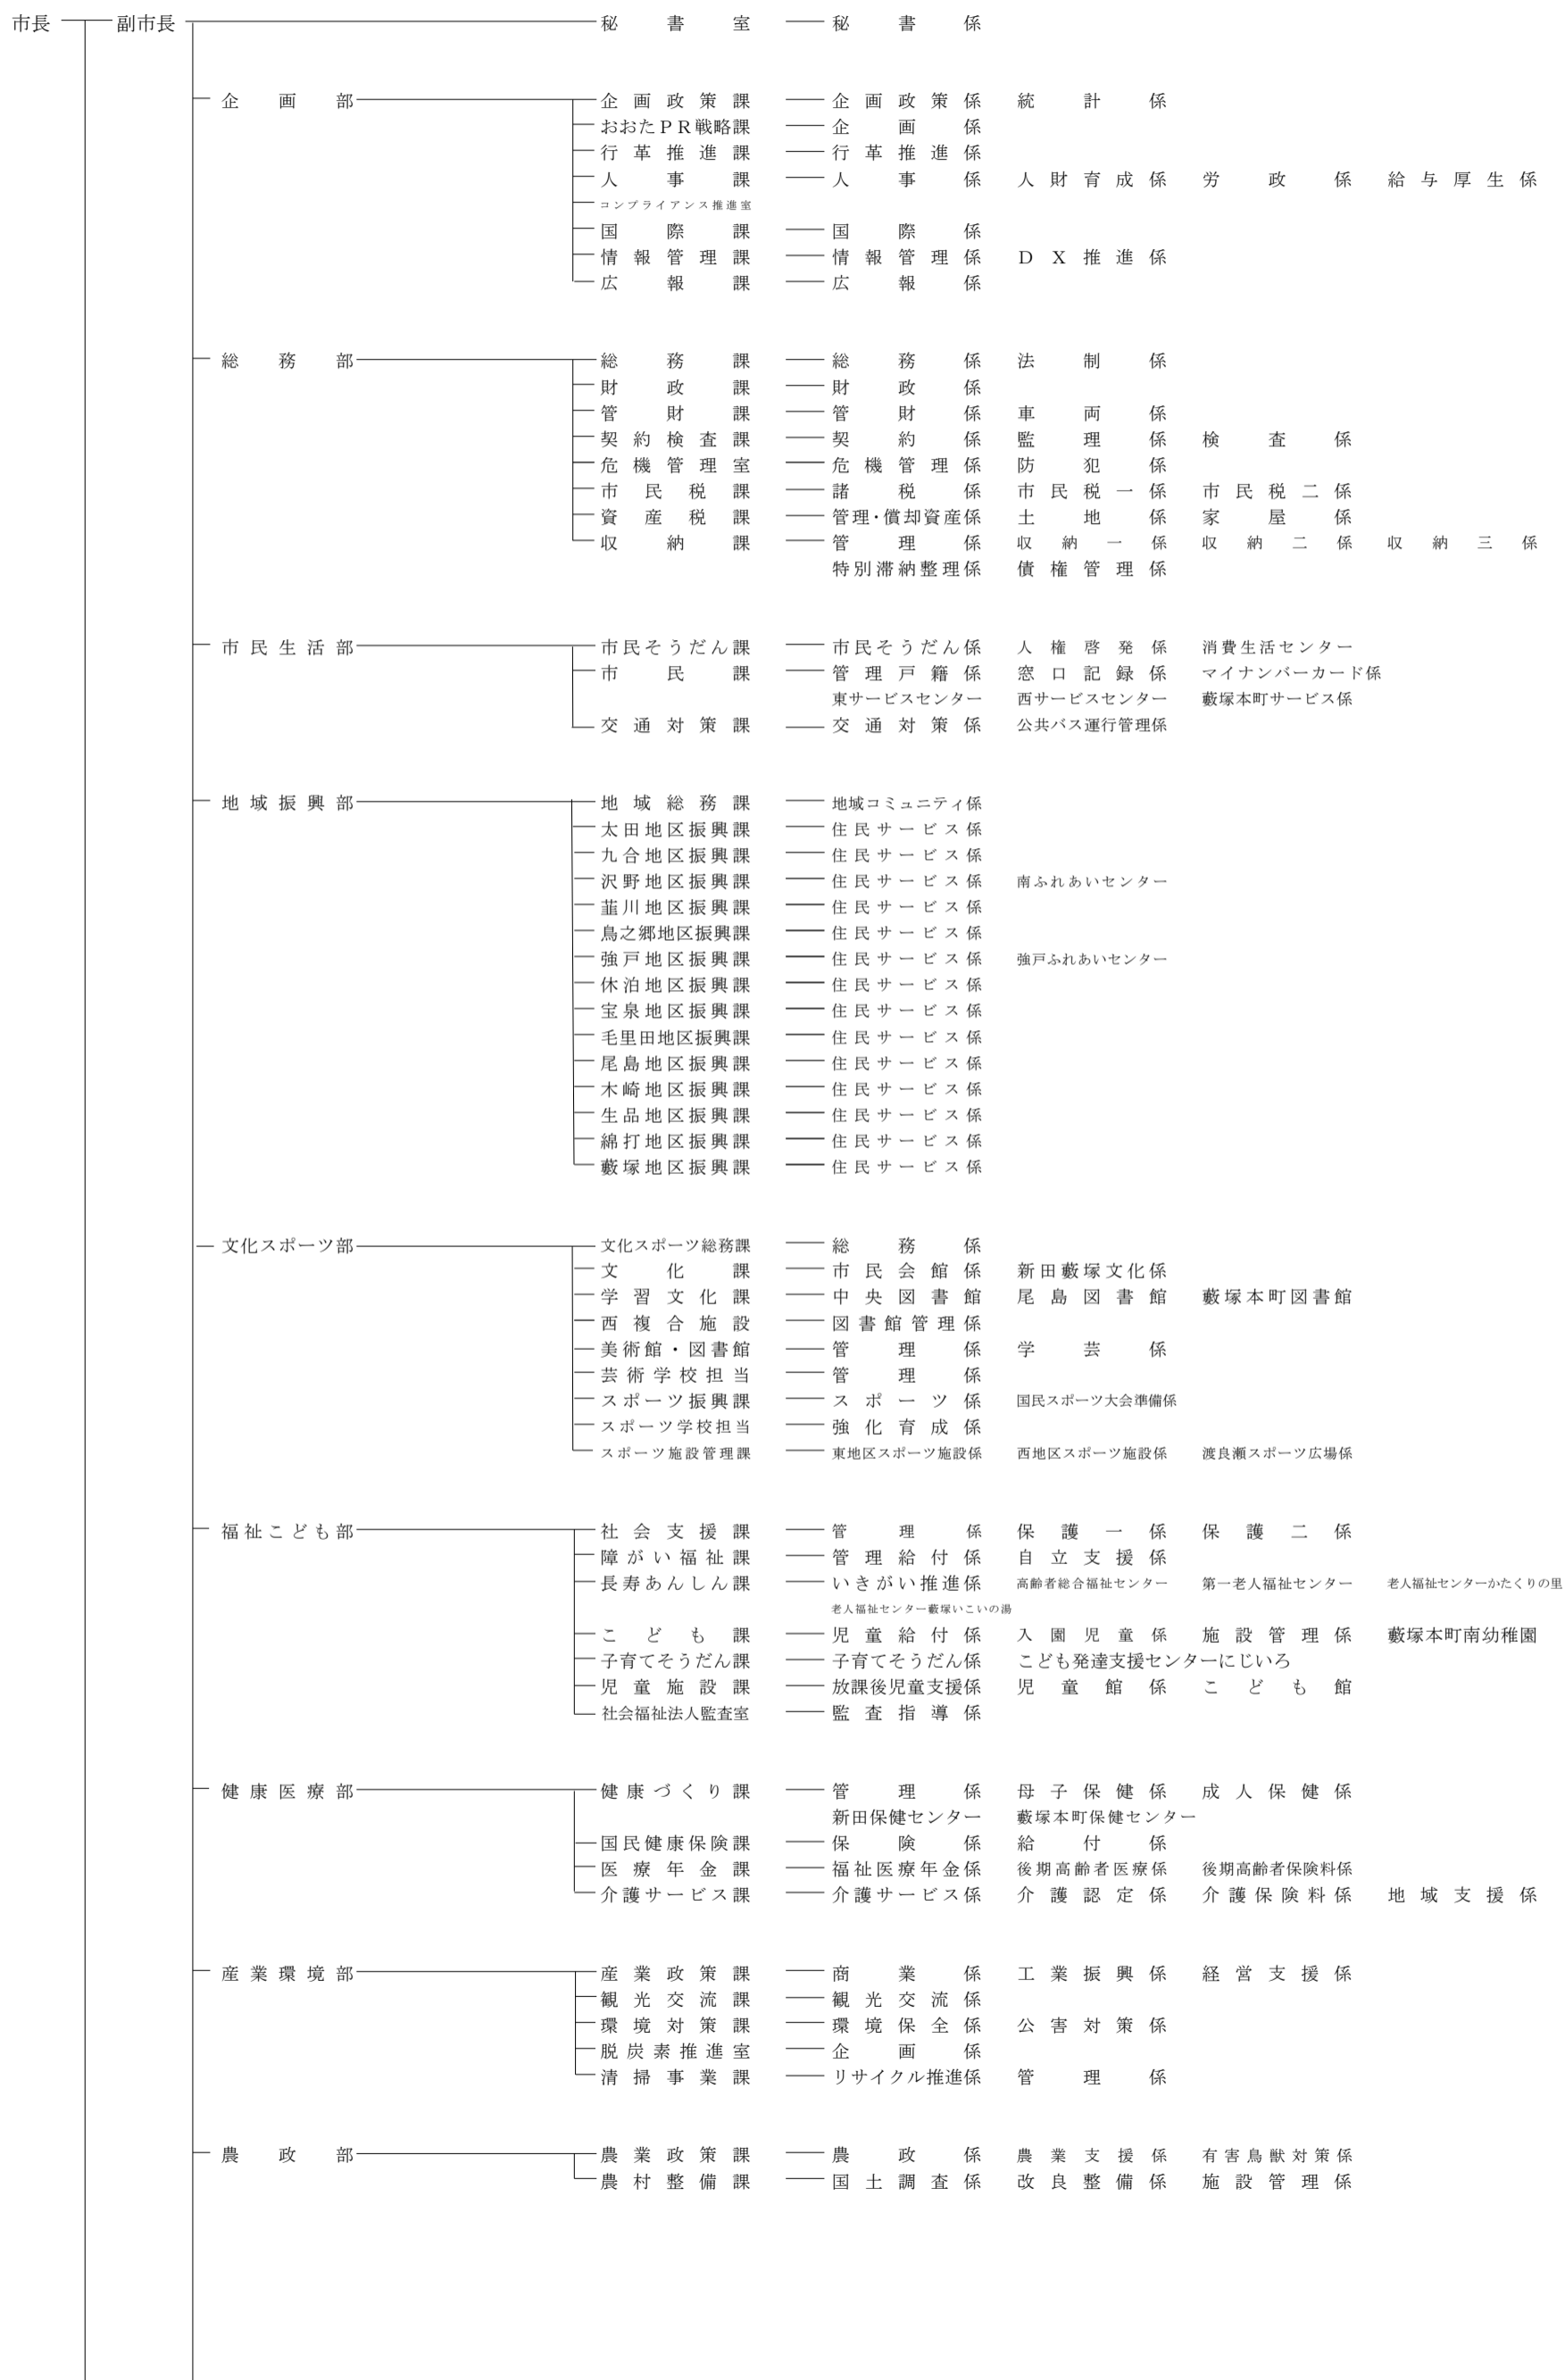 市長 副市長 秘書室 秘書係
企画部 企画政策課 企画政策係 統計係
おおたＰＲ戦略課 企画係
行革推進課 行革推進係
人事課 人事係 人財育成係 労政係 給与厚生係
コンプライアンス推進室
国際課 国際係
情報管理課 情報管理係 ＤＸ推進係
広報課 広報係
総務部 総務課 総務係 法制係
財政課 財政係
管財課 管財係 車両係
契約検査課 契約係 監理係 検査係
危機管理室 危機管理係 防犯係
市民税課 諸税係 市民税一係 市民税二係
資産税課 管理・償却資産係 土地係 家屋係
収納課 管理係 収納一係 収納二係 収納三係
特別滞納整理係 債権管理係
市民生活部 市民そうだん課 市民そうだん係 人権啓発係 消費生活センター
市民課 管理戸籍係 窓口記録係 マイナンバーカード係
東サービスセンター 西サービスセンター 藪塚本町サービス係
交通対策課 交通対策係 公共バス運行管理係
地域振興部 地域総務課 地域コミュニティ係
太田地区振興課 住民サービス係
九合地区振興課 住民サービス係
沢野地区振興課 住民サービス係 南ふれあいセンター
韮川地区振興課 住民サービス係
鳥之郷地区振興課 住民サービス係
強戸地区振興課 住民サービス係 強戸ふれあいセンター
休泊地区振興課 住民サービス係
宝泉地区振興課 住民サービス係
毛里田地区振興課 住民サービス係
尾島地区振興課 住民サービス係
木崎地区振興課 住民サービス係
生品地区振興課 住民サービス係
綿打地区振興課 住民サービス係
藪塚地区振興課 住民サービス係
文化スポーツ部 文化スポーツ総務課 総務係
文化課 市民会館係 新田藪塚文化係
学習文化課 中央図書館 尾島図書館 藪塚本町図書館
西複合施設 図書館管理係
美術館・図書館 管理係 学芸係
芸術学校担当 管理係
スポーツ振興課 スポーツ係 国民スポーツ大会準備係
スポーツ学校担当 強化育成係
スポーツ施設管理課 東地区スポーツ施設係 西地区スポーツ施設係 渡良瀬スポーツ広場係
福祉こども部 社会支援課 管理係 保護一係 保護二係
障がい福祉課 管理給付係 自立支援係
長寿あんしん課 いきがい推進係 高齢者総合福祉センター 第一老人福祉センター 老人福祉センターかたくりの里
老人福祉センター藪塚いこいの湯
こども課 児童給付係 入園児童係 施設管理係 藪塚本町南幼稚園
子育てそうだん課 子育てそうだん係 こども発達支援センターにじいろ
児童施設課 放課後児童支援係 児童館係 こども館
社会福祉法人監査室 監査指導係
健康医療部 健康づくり課 管理係 母子保健係 成人保健係
新田保健センター 藪塚本町保健センター
国民健康保険課 保険係 給付係
医療年金課 福祉医療年金係 後期高齢者医療係 後期高齢者保険料係
介護サービス課 介護サービス係 介護認定係 介護保険料係 地域支援係
産業環境部 産業政策課 商業係 工業振興係 経営支援係
観光交流課 観光交流係
環境対策課 環境保全係 公害対策係
脱炭素推進室 企画係
清掃事業課 リサイクル推進係 管理係
農政部 農業政策課 農政係 農業支援係 有害鳥獣対策係
農村整備課 国土調査係 改良整備係 施設管理係